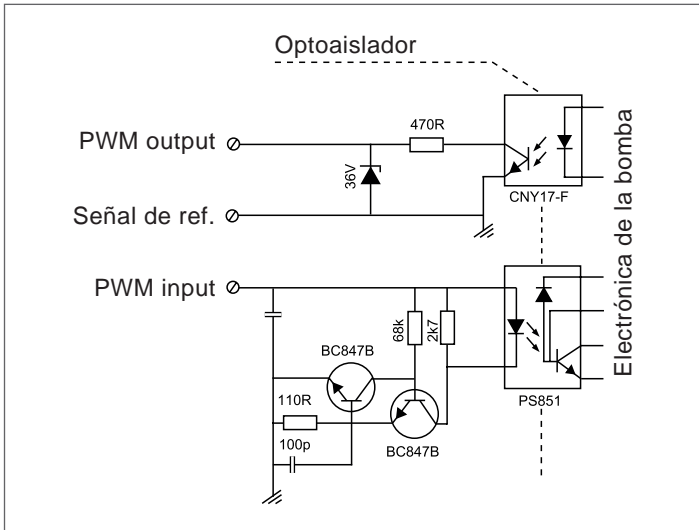 Optoaislador
470R
PWM output
36V
CNY17-F
Señal de ref.
Electrónica de la bomba
PWM input
68k
2k7
BC847B
PS851
110R
100p
BC847B